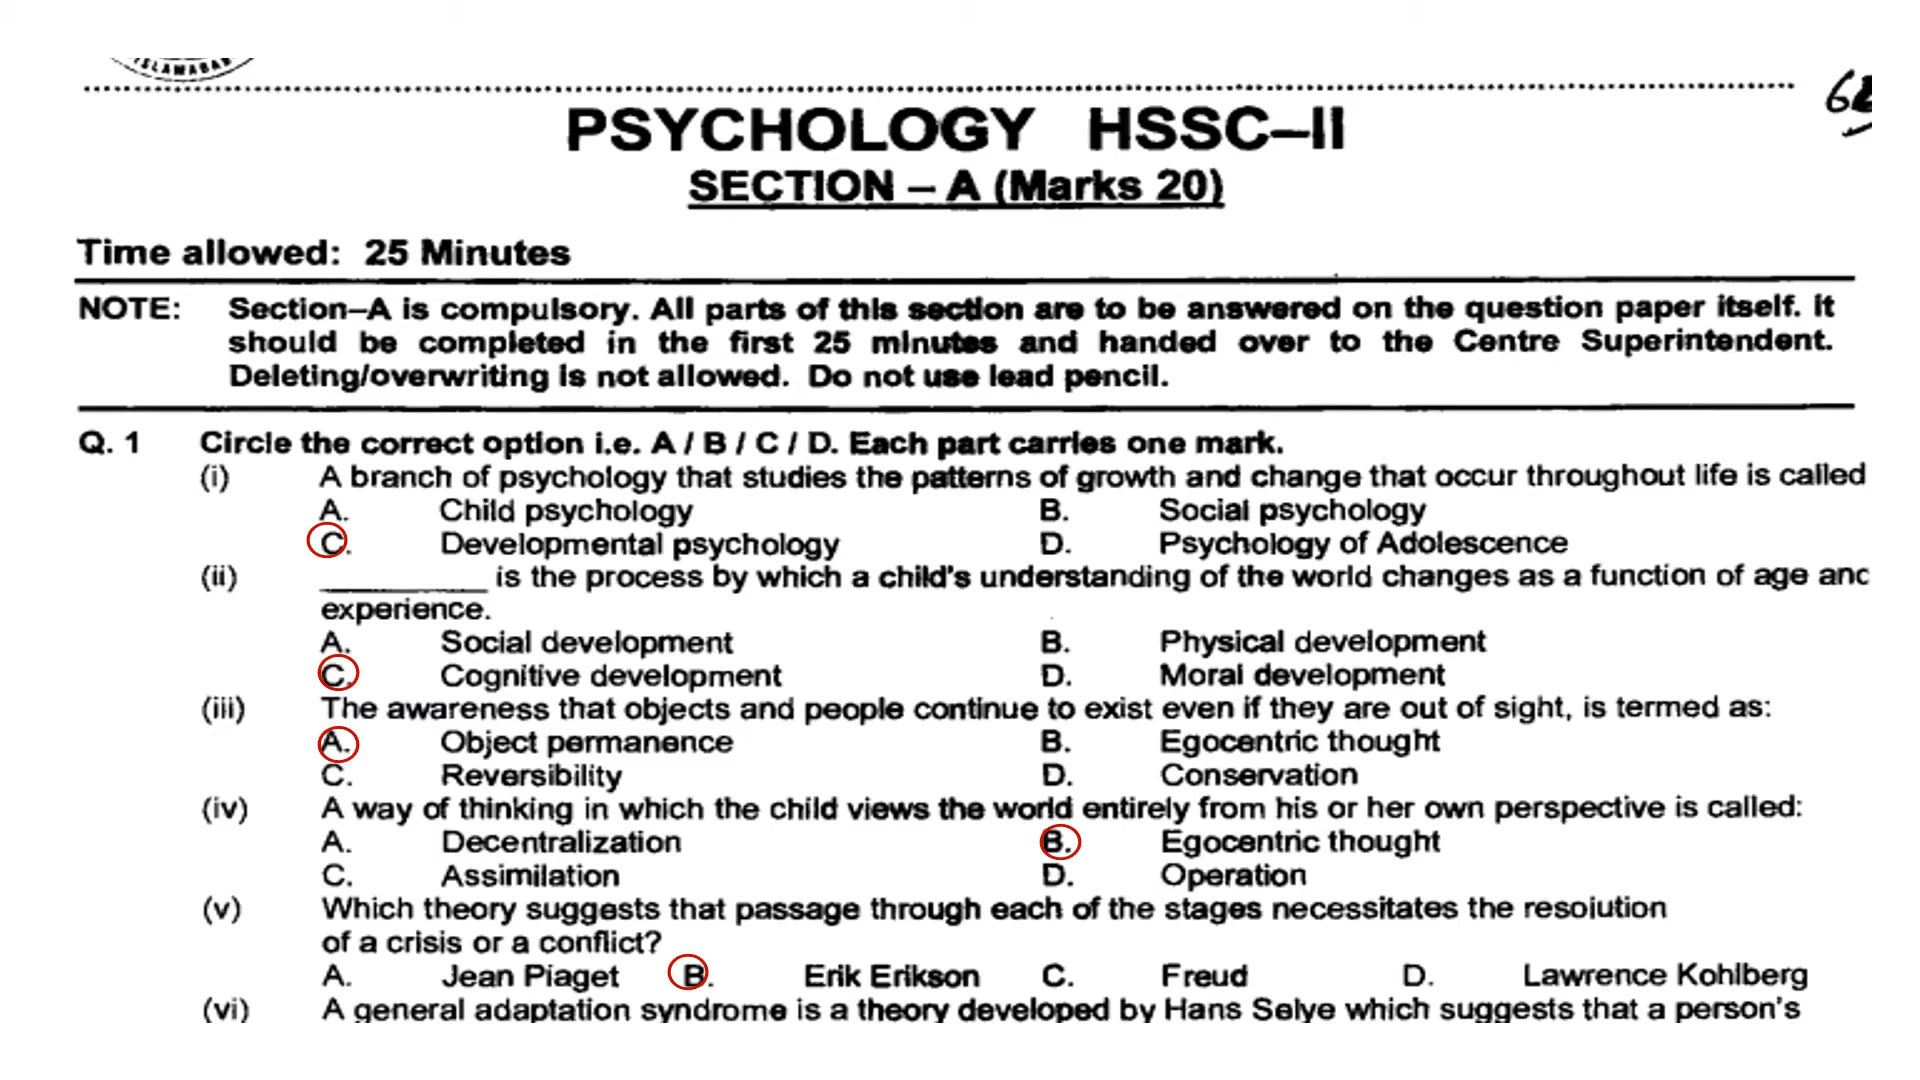 ISLAMABAD
PSYCHOLOGY HSSC–II
SECTION – A (Marks 20)
Time allowed: 25 Minutes
NOTE: Section–A is compulsory. All parts of this section are to be answered on the question paper itself. It
should be completed in the first 25 minutes and handed over to the Centre Superintendent.
Deleting/overwriting is not allowed. Do not use lead pencil.
Q. 1 Circle the correct option i.e. A / B / C / D. Each part carries one mark.
(i) A branch of psychology that studies the patterns of growth and change that occur throughout life is called
A. Child psychology B. Social psychology
C. Developmental psychology D. Psychology of Adolescence
(ii) __________ is the process by which a child's understanding of the world changes as a function of age and
experience.
A. Social development B. Physical development
C. Cognitive development D. Moral development
(iii) The awareness that objects and people continue to exist even if they are out of sight, is termed as:
A. Object permanence B. Egocentric thought
C. Reversibility D. Conservation
(iv) A way of thinking in which the child views the world entirely from his or her own perspective is called:
A. Decentralization B. Egocentric thought
C. Assimilation D. Operation
(v) Which theory suggests that passage through each of the stages necessitates the resolution
of a crisis or a conflict?
A. Jean Piaget B. Erik Erikson C. Freud D. Lawrence Kohlberg
(vi) A general adaptation syndrome is a theory developed by Hans Selye which suggests that a person's